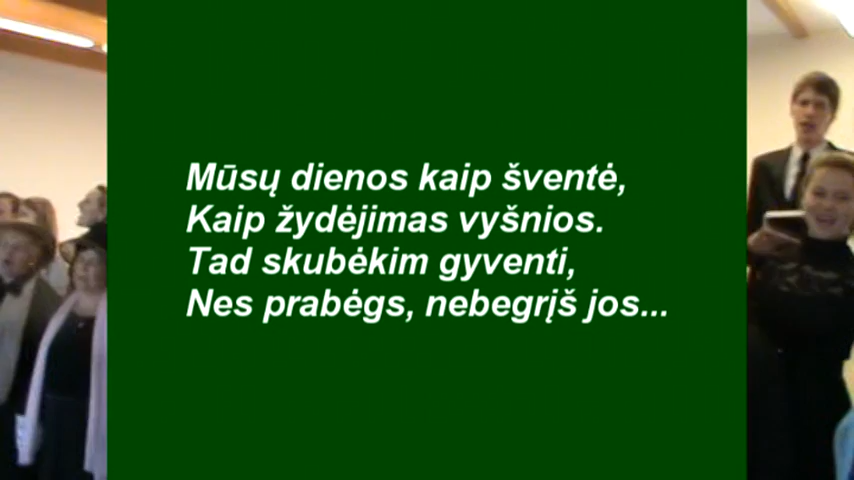 Mūsų dienos kaip šventė,
Kaip žydėjimas vyšnios.
Tad skubėkim gyventi,
Nes prabėgs, nebegrįš jos...